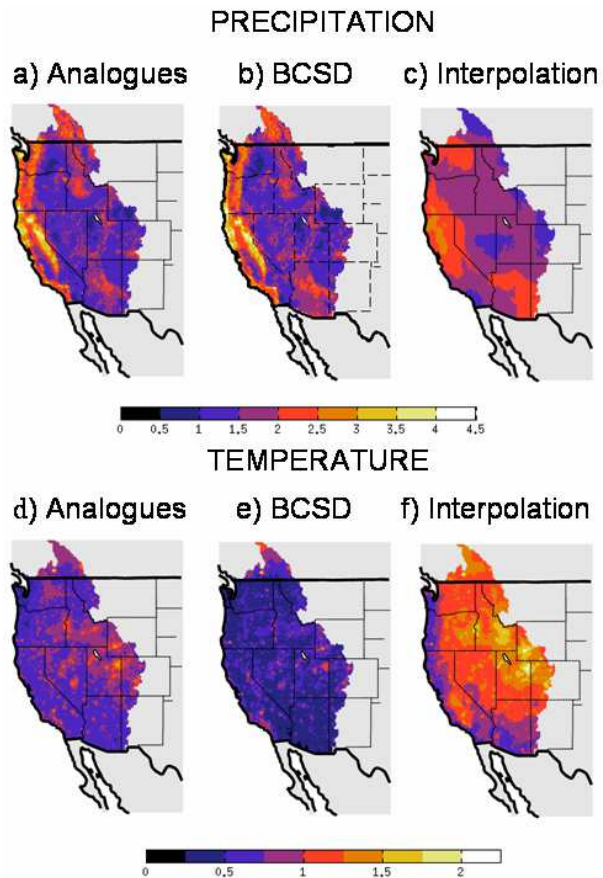 PRECIPITATION
a) Analogues b) BCSD c) Interpolation
0 0.5 1 1.5 2 2.5 3 3.5 4 4.5
TEMPERATURE
d) Analogues e) BCSD f) Interpolation
0 0.5 1 1.5 2